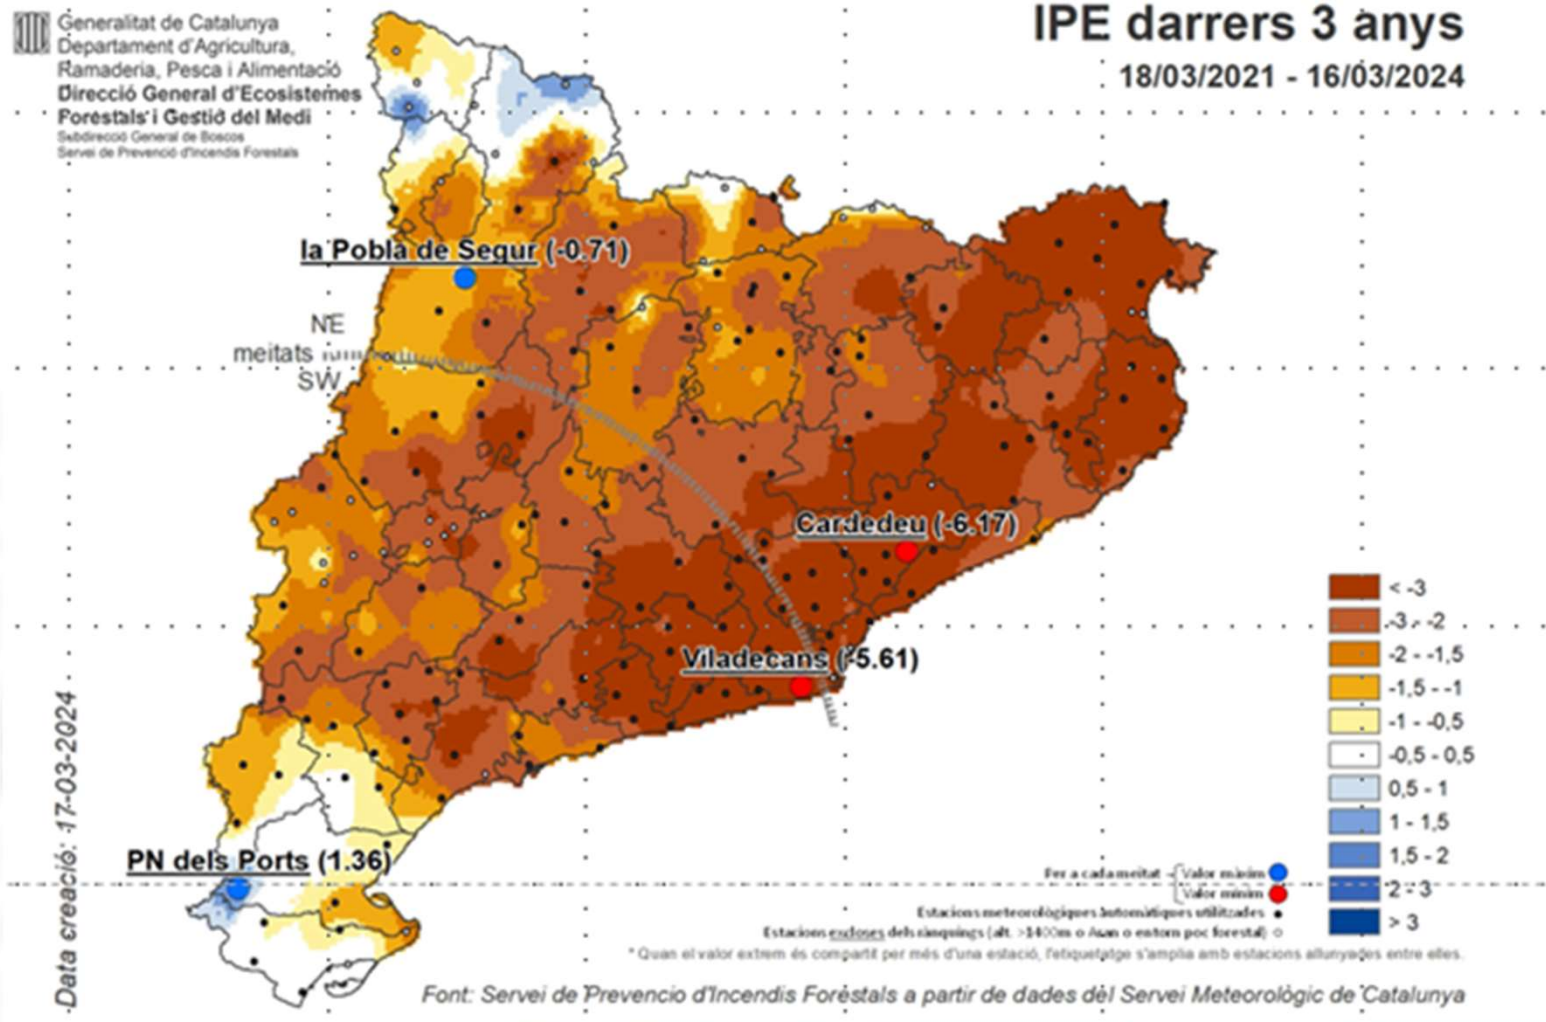 Generalitat de Catalunya
Departament d'Agricultura,
Ramaderia, Pesca i Alimentació
Direcció General d'Ecosistemes
Forestals i Gestió del Medi
Subdirecció General de Boscos
Servei de Prevenció d'Incendis Forestals
IPE darrers 3 anys
18/03/2021 - 16/03/2024
la Pobla de Segur (-0.71)
NE
meitats
SW
Cardedeu (-6.17)
Viladecans (-5.61)
PN dels Ports (1.36)
< -3
-3 - -2
-2 - -1,5
-1,5 - -1
-1 - -0,5
-0,5 - 0,5
0,5 - 1
1 - 1,5
1,5 - 2
2 - 3
> 3
Per a cada meitat
Valor màxim
Valor mínim
Estacions meteorològiques automàtiques utilitzades
Estacions excloses dels rànquings (alt. >1400m o Aran o entorn poc forestal)
* Quan el valor extrem és compartit per més d'una estació, l'etiquetatge s'amplia amb estacions allunyades entre elles.
Font: Servei de Prevencio d'Incendis Forestals a partir de dades del Servei Meteorològic de Catalunya
Data creació: 17-03-2024